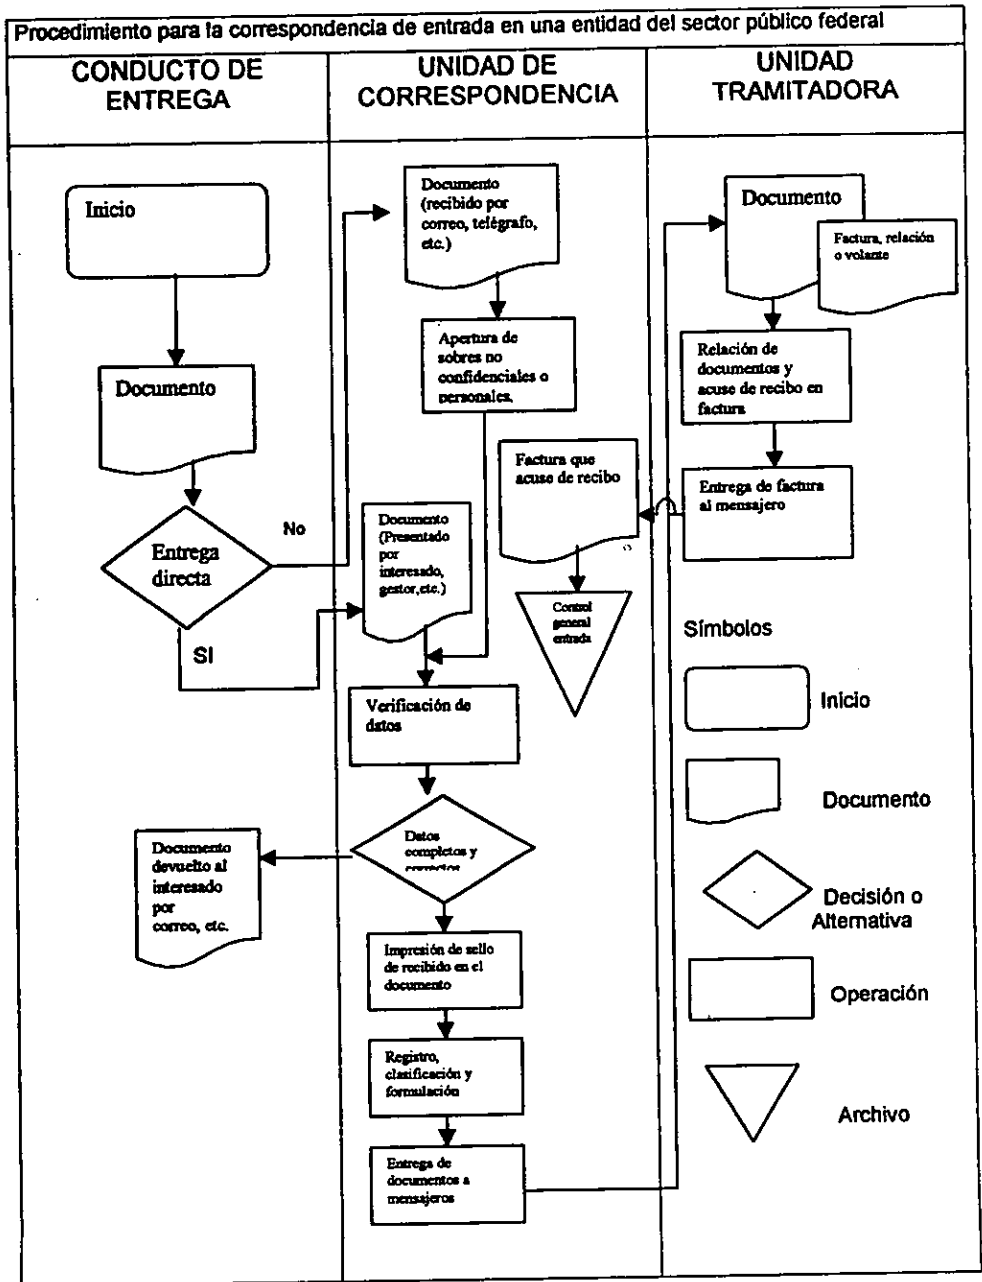 Procedimiento para la correspondencia de entrada en una entidad del sector público federal
CONDUCTO DE
ENTREGA
UNIDAD DE
CORRESPONDENCIA
UNIDAD
TRAMITADORA
Inicio
Documento
Entrega
directa
No
SI
Documento
(recibido por
correo, telégrafo,
etc.)
Apertura de
sobres no
confidenciales o
personales.
Documento
(Presentado
por
interesado,
gestor,etc.)
Factura que
acuse de recibo
Control
general
entrada
Verificación de
datos
Datos
completos y
correctos
Documento
devuelto al
interesado
por
correo, etc.
Impresión de sello
de recibido en el
documento
Registro,
clasificación y
formulación
Entrega de
documentos a
mensajeros
Documento
Factura, relación
o volante
Relación de
documentos y
acuse de recibo en
factura
Entrega de factura
al mensajero
Símbolos
Início
Documento
Decisión o
Alternativa
Operación
Archivo